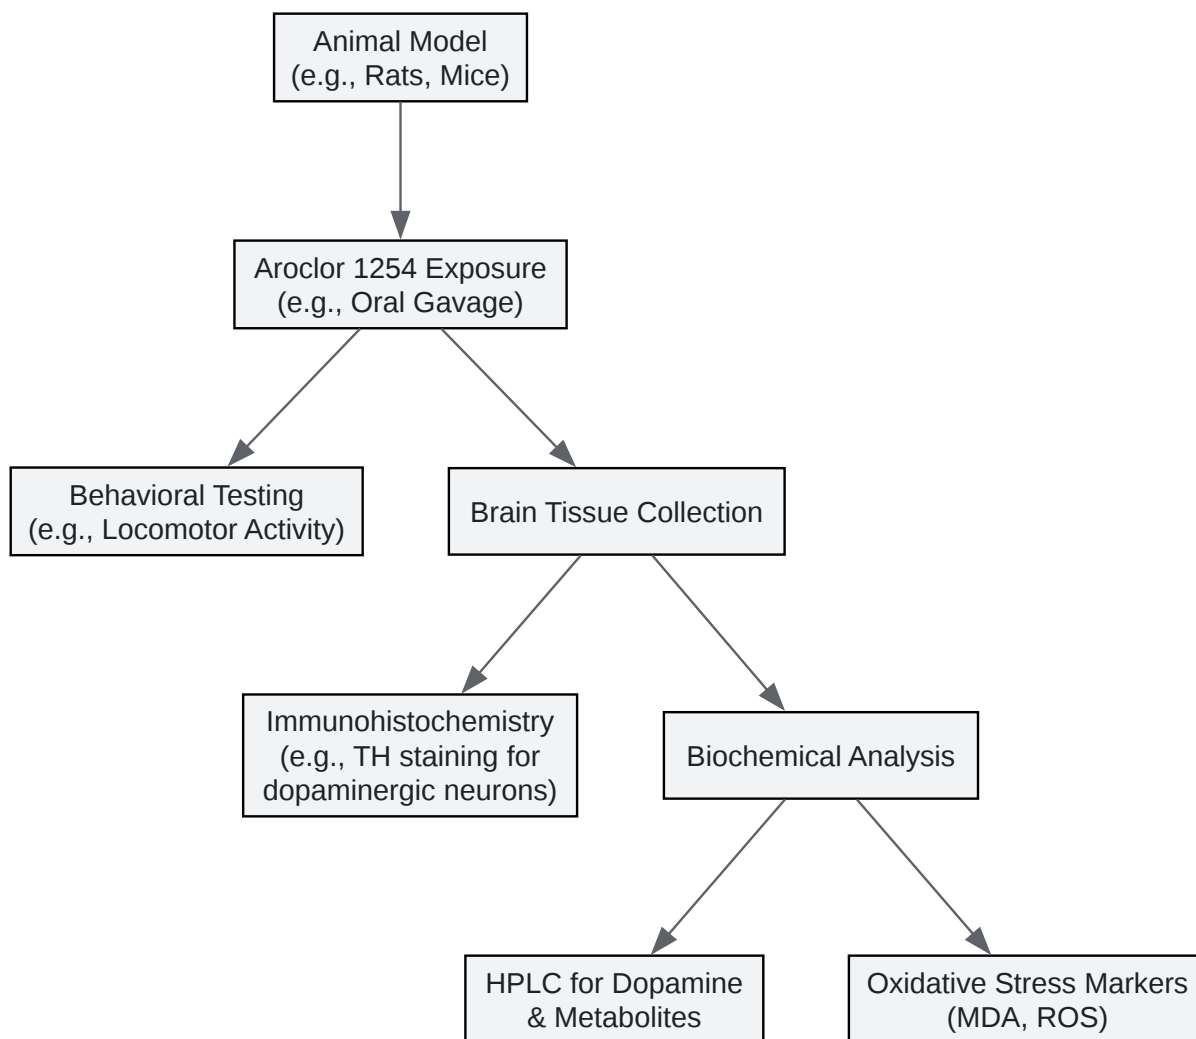 Animal Model
(e.g., Rats, Mice)
Aroclor 1254 Exposure
(e.g., Oral Gavage)
Behavioral Testing
(e.g., Locomotor Activity)
Brain Tissue Collection
Immunohistochemistry
(e.g., TH staining for
dopaminergic neurons)
Biochemical Analysis
HPLC for Dopamine
& Metabolites
Oxidative Stress Markers
(MDA, ROS)